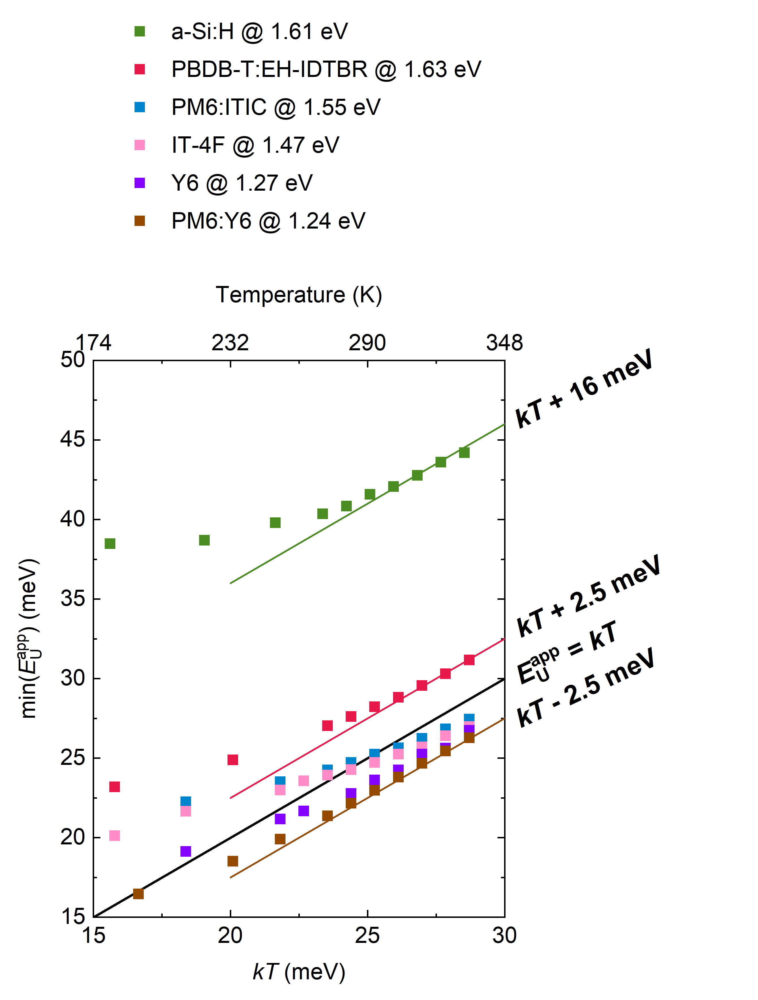 a-Si:H @ 1.61 eV
PBDB-T:EH-IDTBR @ 1.63 eV
PM6:ITIC @ 1.55 eV
IT-4F @ 1.47 eV
Y6 @ 1.27 eV
PM6:Y6 @ 1.24 eV
Temperature (K)
174 232 290 348
50
45
40
35
30
25
20
15
15 20 25 30
kT (meV)
min(E_U^app) (meV)
kT + 16 meV
kT + 2.5 meV
E_U^app = kT
kT - 2.5 meV